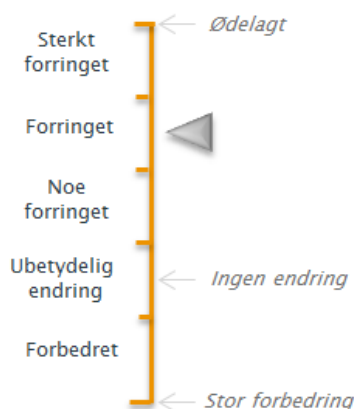 Sterkt
forringet
Ødelagt
Forringet
Noe
forringet
Ubetydelig
endring
Ingen endring
Forbedret
Stor forbedring